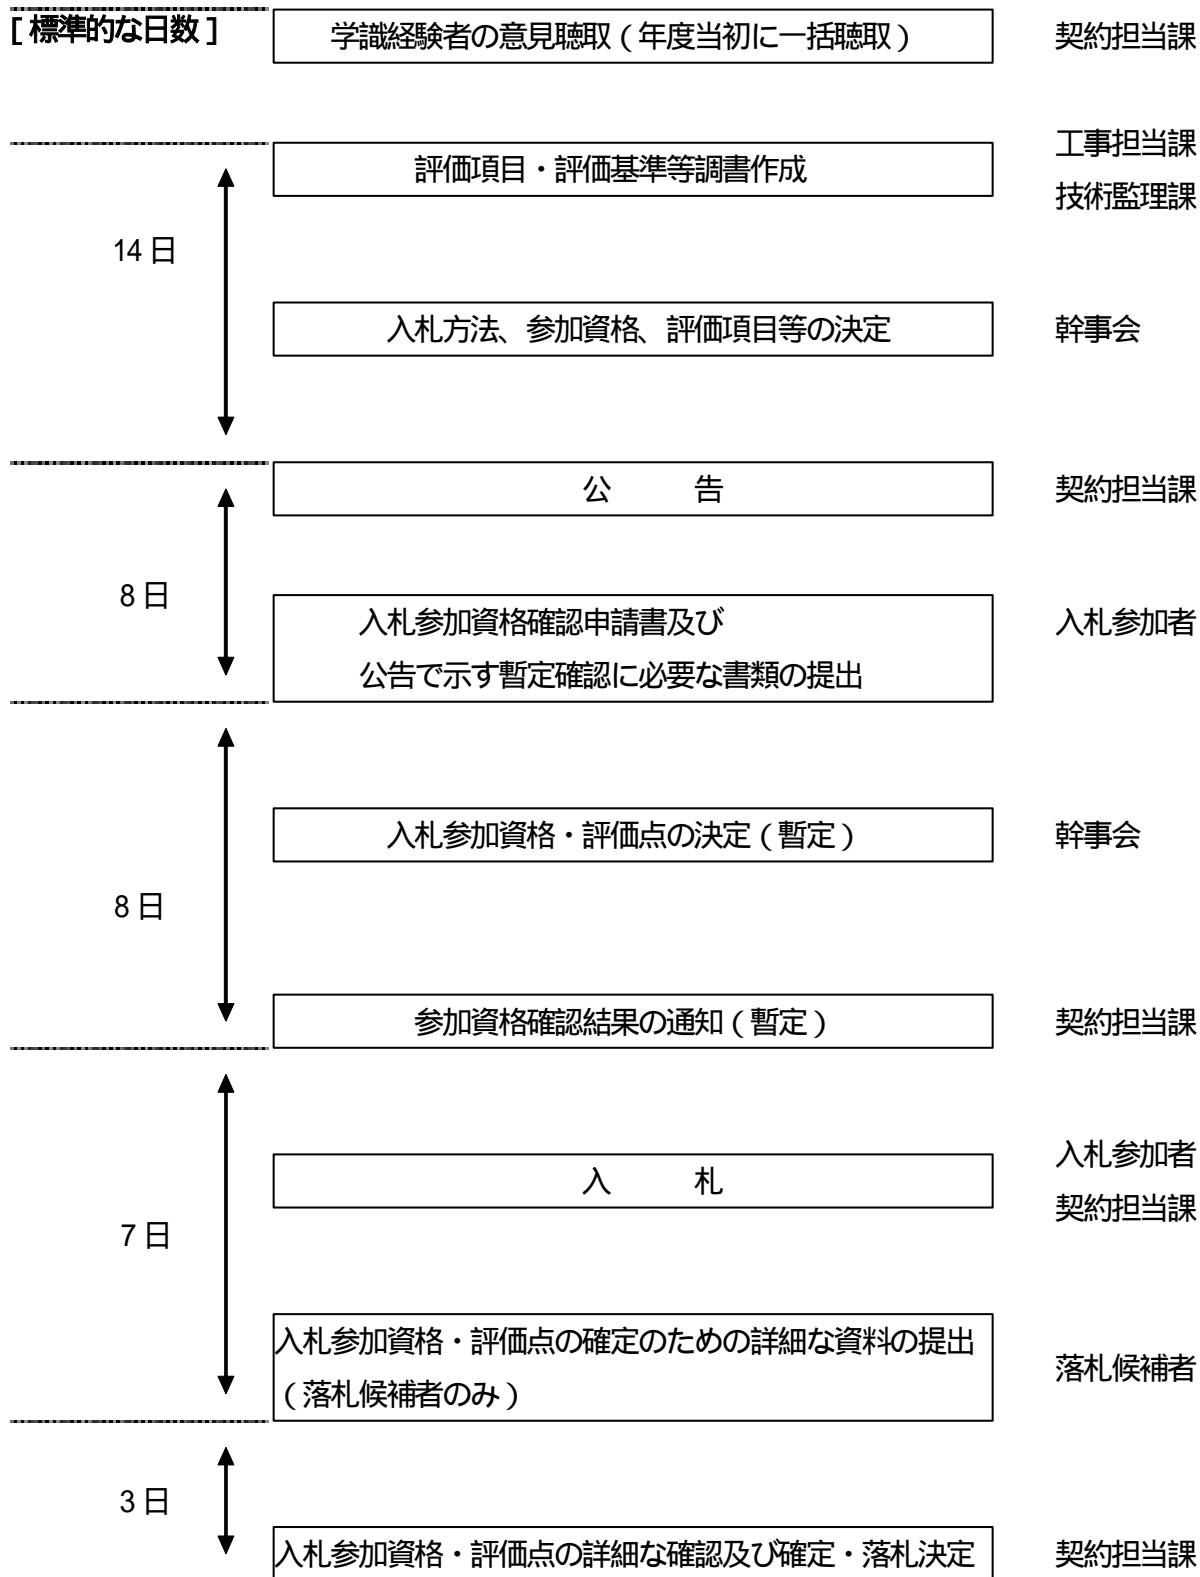 [ 標準的な日数 ]
学識経験者の意見聴取（年度当初に一括聴取）
契約担当課
評価項目・評価基準等調書作成
工事担当課
技術監理課
14 日
入札方法、参加資格、評価項目等の決定
幹事会
公　　告
契約担当課
8 日
入札参加資格確認申請書及び
公告で示す暫定確認に必要な書類の提出
入札参加者
入札参加資格・評価点の決定（暫定）
幹事会
8 日
参加資格確認結果の通知（暫定）
契約担当課
入　　札
入札参加者
契約担当課
7 日
入札参加資格・評価点の確定のための詳細な資料の提出
（落札候補者のみ）
落札候補者
3 日
入札参加資格・評価点の詳細な確認及び確定・落札決定
契約担当課